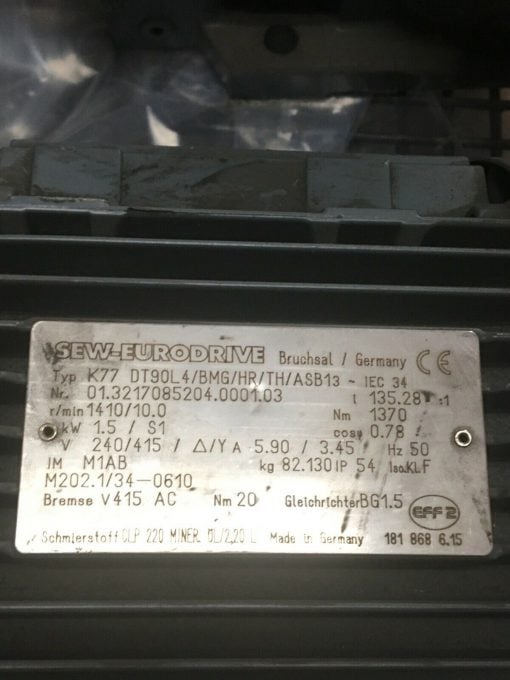 SEW-EURODRIVE Bruchsal / Germany CE
Typ K77 DT90L4/BMG/HR/TH/ASB13 ~ IEC 34
Nr. 01.3217085204.0001.03 i 135.28 :1
r/min 1410/10.0 Nm 1370
kW 1.5 / S1 cosφ 0.78
V 240/415 / Δ/Y A 5.90 / 3.45 Hz 50
JM M1AB kg 82.130 IP 54 Iso.KL F
M202.1/34-0610
Bremse V 415 AC Nm 20 Gleichrichter BG1.5 EFF2
Schmierstoff CLP 220 MINER. ÖL/2,20 L Made in Germany 181 868 6.15